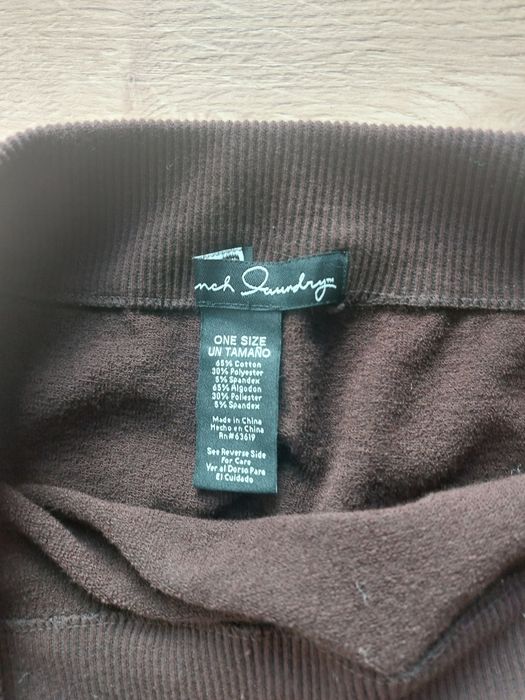 nch Laundry™
ONE SIZE
UN TAMAÑO
65% Cotton
30% Polyester
5% Spandex
65% Algodon
30% Poliester
5% Spandex
Made in China
Hecho en China
Rn#63619
See Reverse Side
For Care
Ver al Dorso Para
El Cuidado